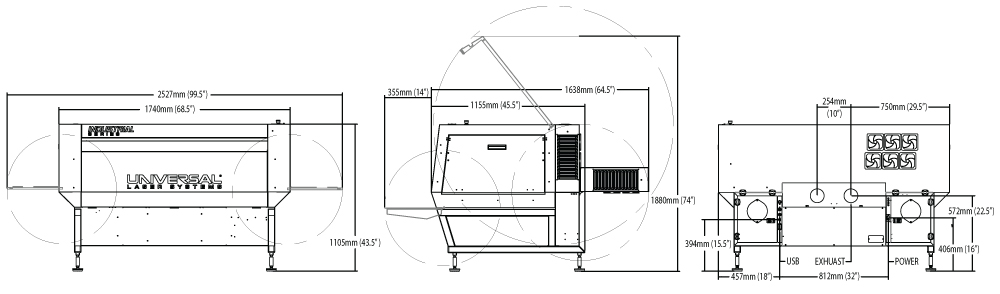 2527mm (99.5")
1740mm (68.5")
INDUSTRIAL
SERIES
UNIVERSAL
LASER SYSTEMS
1105mm (43.5")
355mm (14")
1638mm (64.5")
1155mm (45.5")
1880mm (74")
254mm
(10")
750mm (29.5")
572mm (22.5")
394mm (15.5")
406mm (16")
USB
EXHUAST
POWER
457mm (18")
812mm (32")